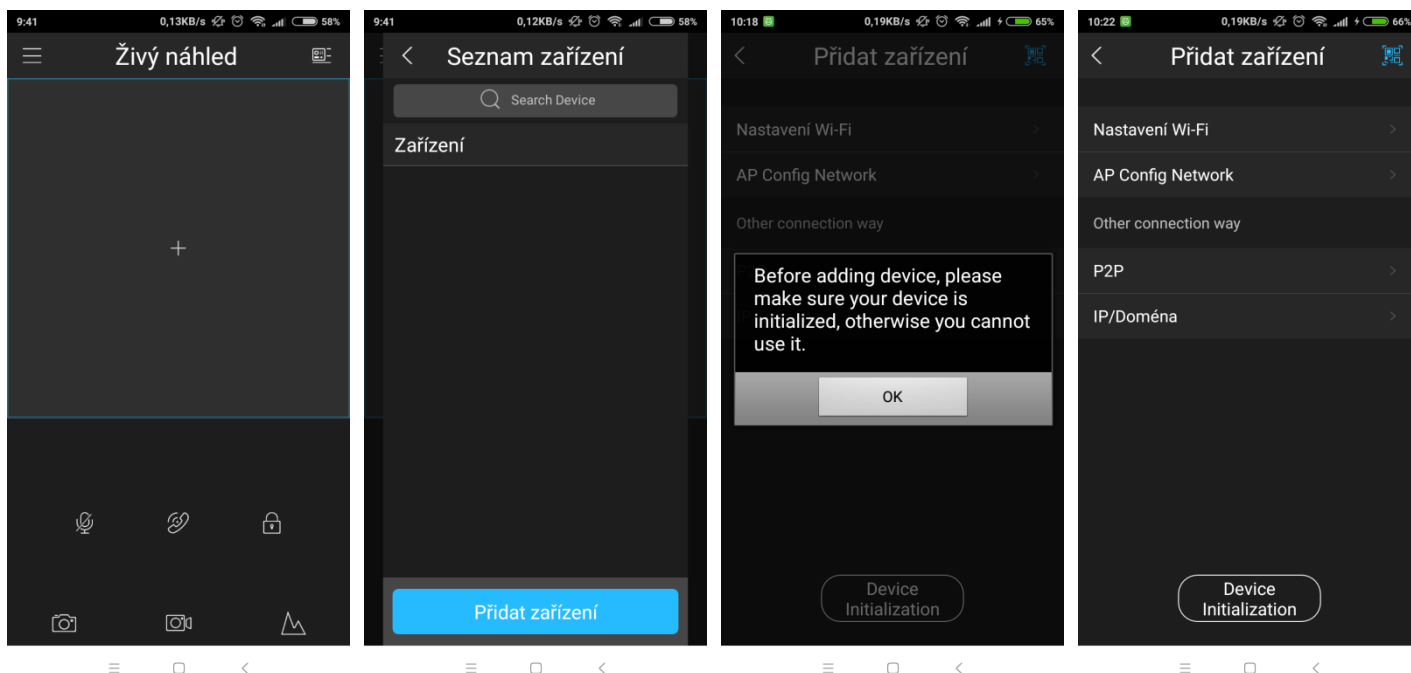 9:41
0,13KB/s
58%
Živý náhled
9:41
0,12KB/s
58%
Seznam zařízení
Search Device
Zařízení
Přidat zařízení
10:18
0,19KB/s
65%
Přidat zařízení
Nastavení Wi-Fi
AP Config Network
Other connection way
Before adding device, please
make sure your device is
initialized, otherwise you cannot
use it.
OK
Device
Initialization
10:22
0,19KB/s
66%
Přidat zařízení
Nastavení Wi-Fi
AP Config Network
Other connection way
P2P
IP/Doména
Device
Initialization